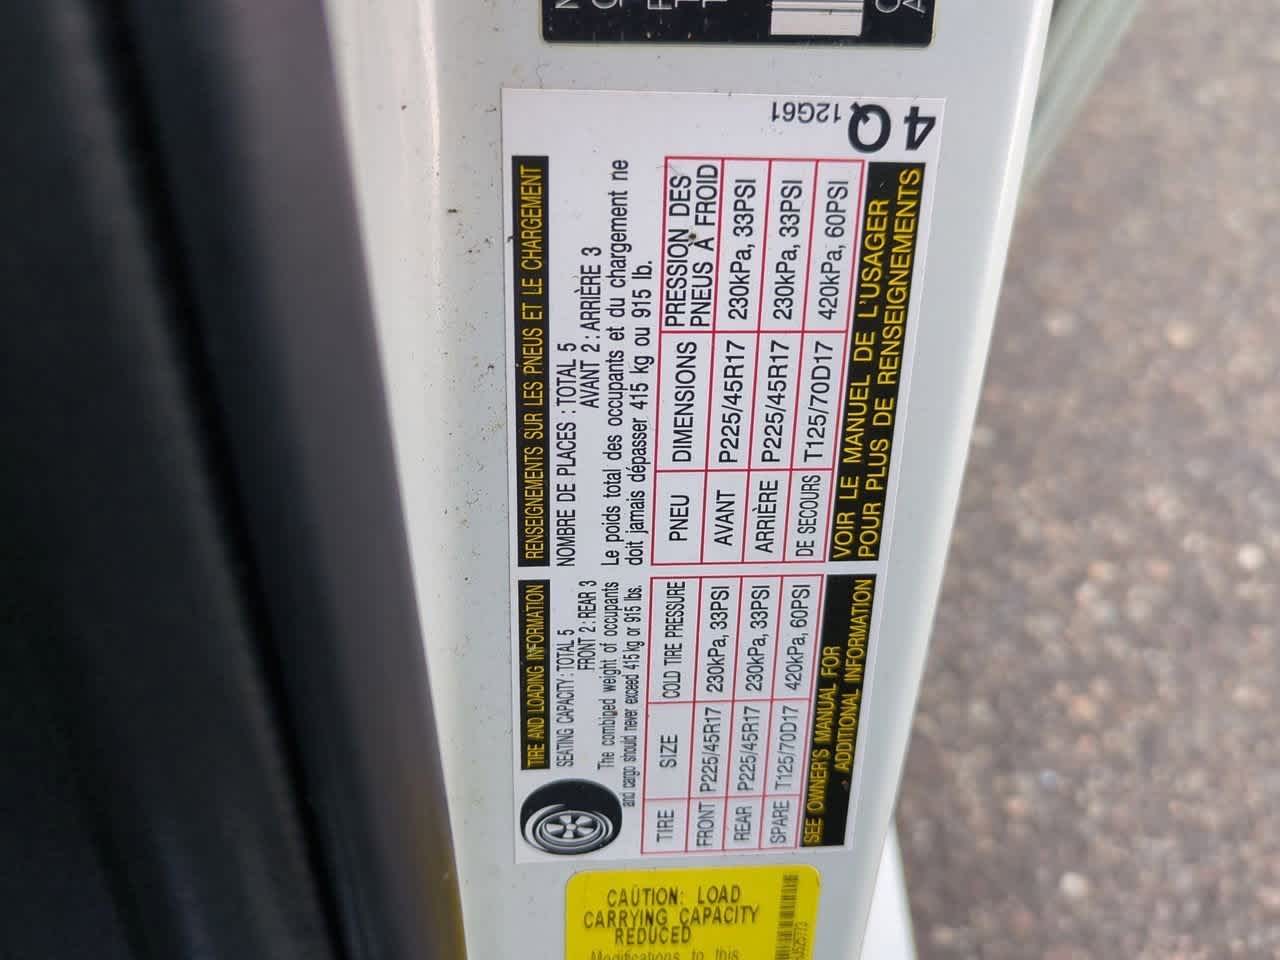 TIRE AND LOADING INFORMATION
SEATING CAPACITY : TOTAL 5
FRONT 2 : REAR 3
The combined weight of occupants
and cargo should never exceed 415 kg or 915 lbs.
TIRE SIZE COLD TIRE PRESSURE
FRONT P225/45R17 230kPa, 33PSI
REAR P225/45R17 230kPa, 33PSI
SPARE T125/70D17 420kPa, 60PSI
SEE OWNER'S MANUAL FOR
ADDITIONAL INFORMATION
RENSEIGNEMENTS SUR LES PNEUS ET LE CHARGEMENT
NOMBRE DE PLACES : TOTAL 5
AVANT 2 : ARRIÈRE 3
Le poids total des occupants et du chargement ne
doit jamais dépasser 415 kg ou 915 lb.
PNEU DIMENSIONS PRESSION DES
PNEUS À FROID
AVANT P225/45R17 230kPa, 33PSI
ARRIÈRE P225/45R17 230kPa, 33PSI
DE SECOURS T125/70D17 420kPa, 60PSI
VOIR LE MANUEL DE L'USAGER
POUR PLUS DE RENSEIGNEMENTS
12G61
4Q
CAUTION: LOAD
CARRYING CAPACITY
REDUCED
Modifications to this